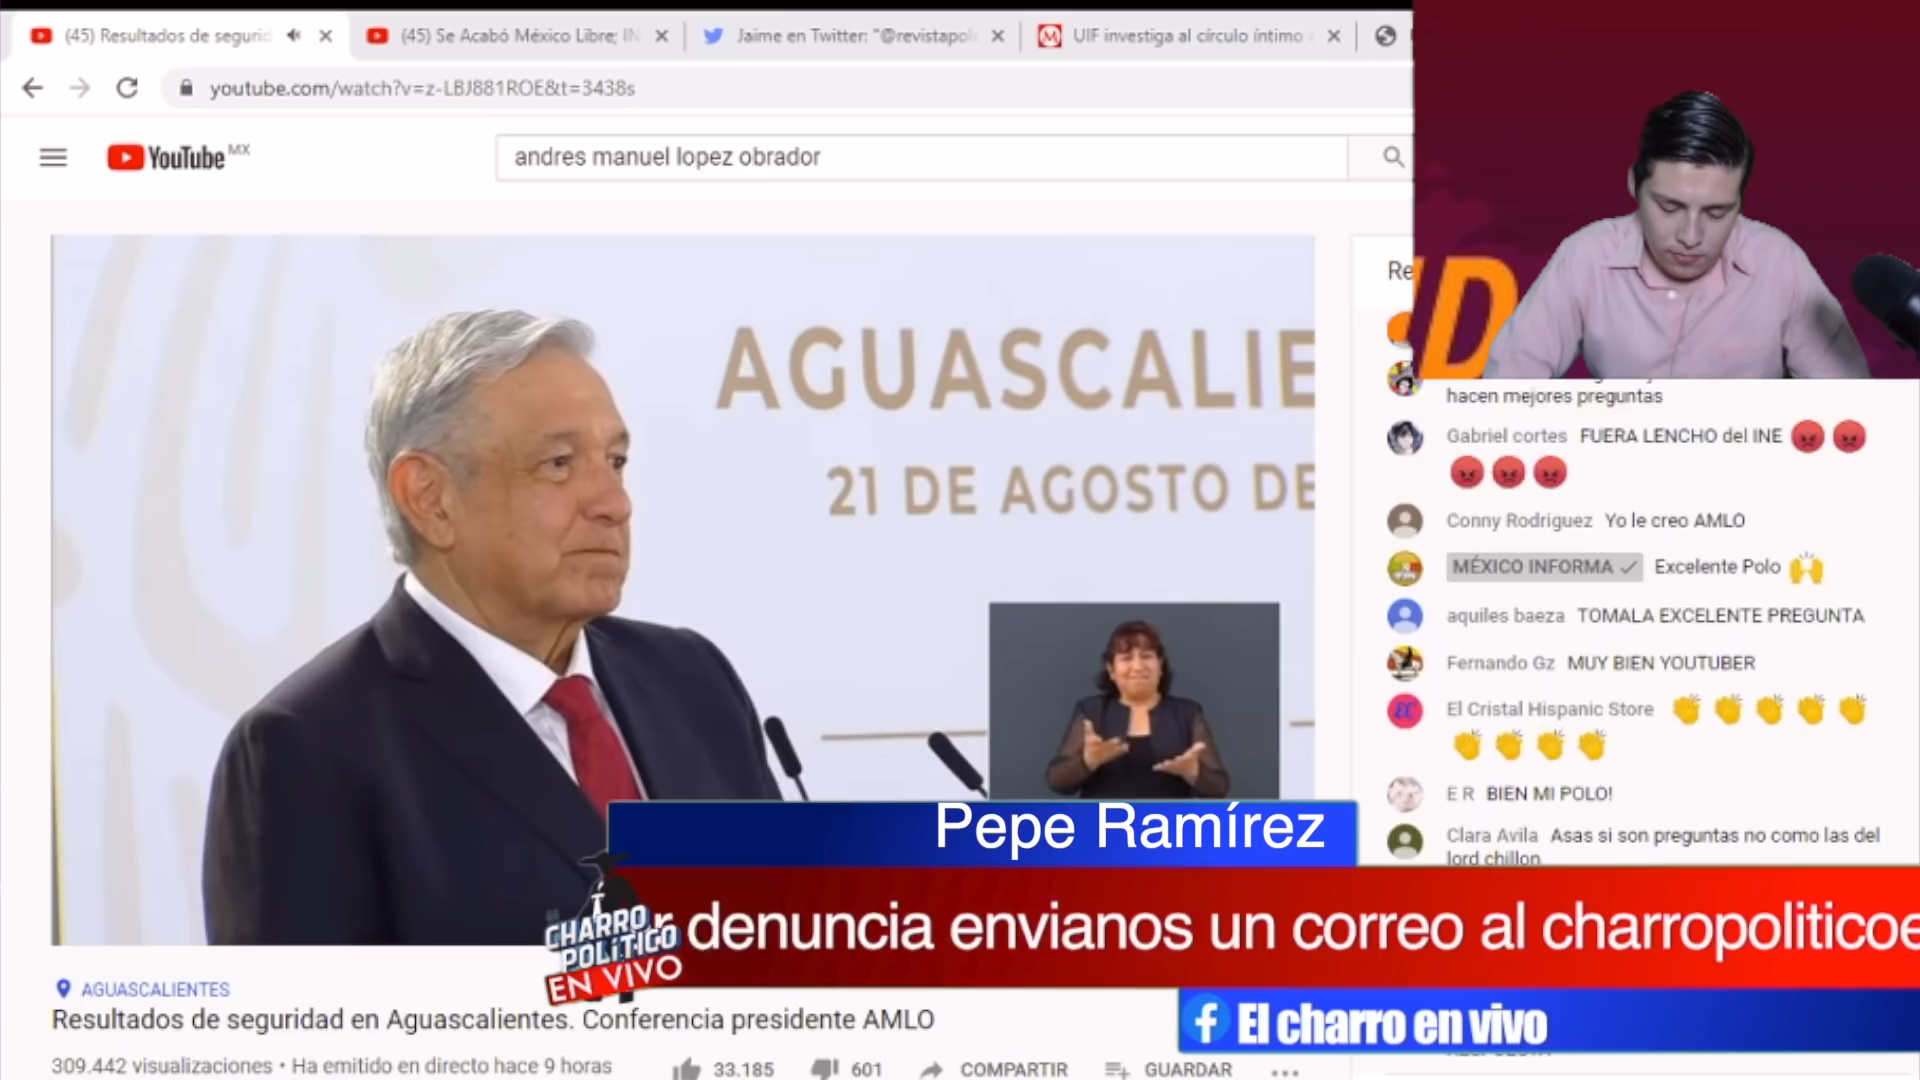 (45) Resultados de segurid
(45) Se Acabó México Libre; IN
Jaime en Twitter: "@revistapol
UIF investiga al círculo íntimo
youtube.com/watch?v=z-LBJ881ROE&t=3438s
YouTube MX
andres manuel lopez obrador
Re
D
AGUASCALIE
21 DE AGOSTO DE
hacen mejores preguntas
Gabriel cortes FUERA LENCHO del INE
Conny Rodriguez Yo le creo AMLO
MÉXICO INFORMA Excelente Polo
aquiles baeza TOMALA EXCELENTE PREGUNTA
Fernando Gz MUY BIEN YOUTUBER
El Cristal Hispanic Store
E R BIEN MI POLO!
Clara Avila Asas si son preguntas no como las del
lord chillon
Pepe Ramírez
r denuncia envianos un correo al charropoliticoe
CHARRO
POLÍTICO
EN VIVO
El charro en vivo
AGUASCALIENTES
Resultados de seguridad en Aguascalientes. Conferencia presidente AMLO
309.442 visualizaciones • Ha emitido en directo hace 9 horas
33.185 601 COMPARTIR GUARDAR